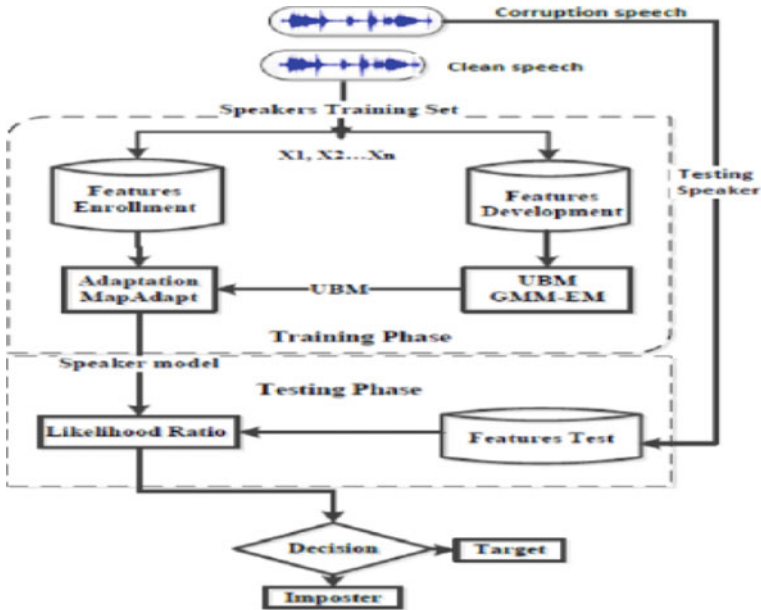 Corruption speech
Clean speech
Speakers Training Set
X1, X2...Xn
Features
Enrollment
Features
Development
Testing
Speaker
Adaptation
MapAdapt
UBM
UBM
GMM-EM
Training Phase
Speaker model
Testing Phase
Likelihood Ratio
Features Test
Decision
Target
Imposter